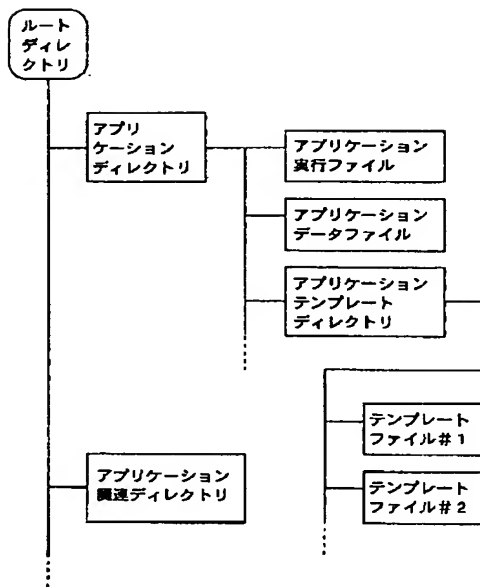 ルート
ディレ
クトリ
アプリ
ケーション
ディレクトリ
アプリケーション
実行ファイル
アプリケーション
データファイル
アプリケーション
テンプレート
ディレクトリ
テンプレート
ファイル#1
アプリケーション
関連ディレクトリ
テンプレート
ファイル#2